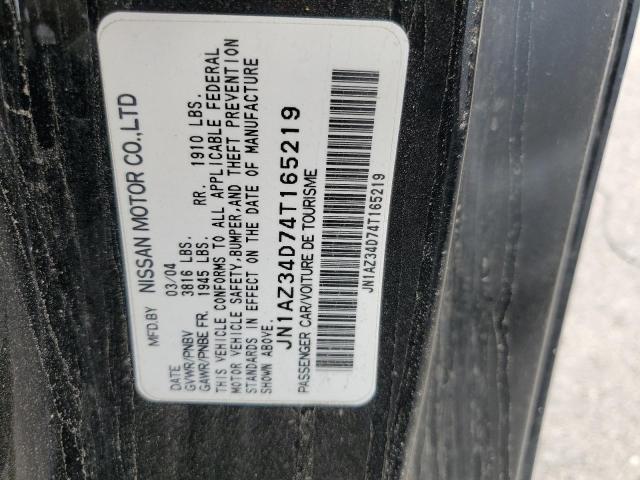 MFD.BY NISSAN MOTOR CO.,LTD
DATE 03/04
GVWR/PNBV 3816 LBS.
GAWR/PNBE FR. 1945 LBS. RR. 1910 LBS.
THIS VEHICLE CONFORMS TO ALL APPLICABLE FEDERAL
MOTOR VEHICLE SAFETY,BUMPER,AND THEFT PREVENTION
STANDARDS IN EFFECT ON THE DATE OF MANUFACTURE
SHOWN ABOVE.
JN1AZ34D74T165219
PASSENGER CAR/VOITURE DE TOURISME
JN1AZ34D74T165219